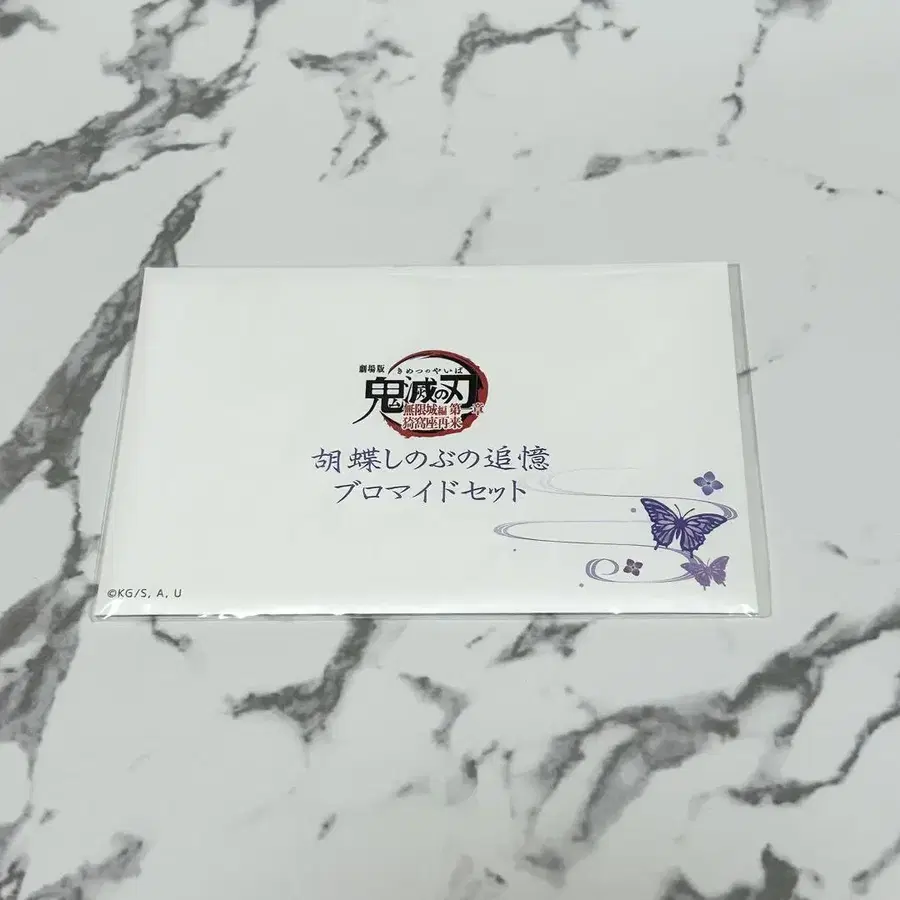 劇場版
きめつのやいば
鬼滅の刃
無限城編 第一章
猗窩座再来
胡蝶しのぶの追憶
ブロマイドセット
©KG/S, A, U